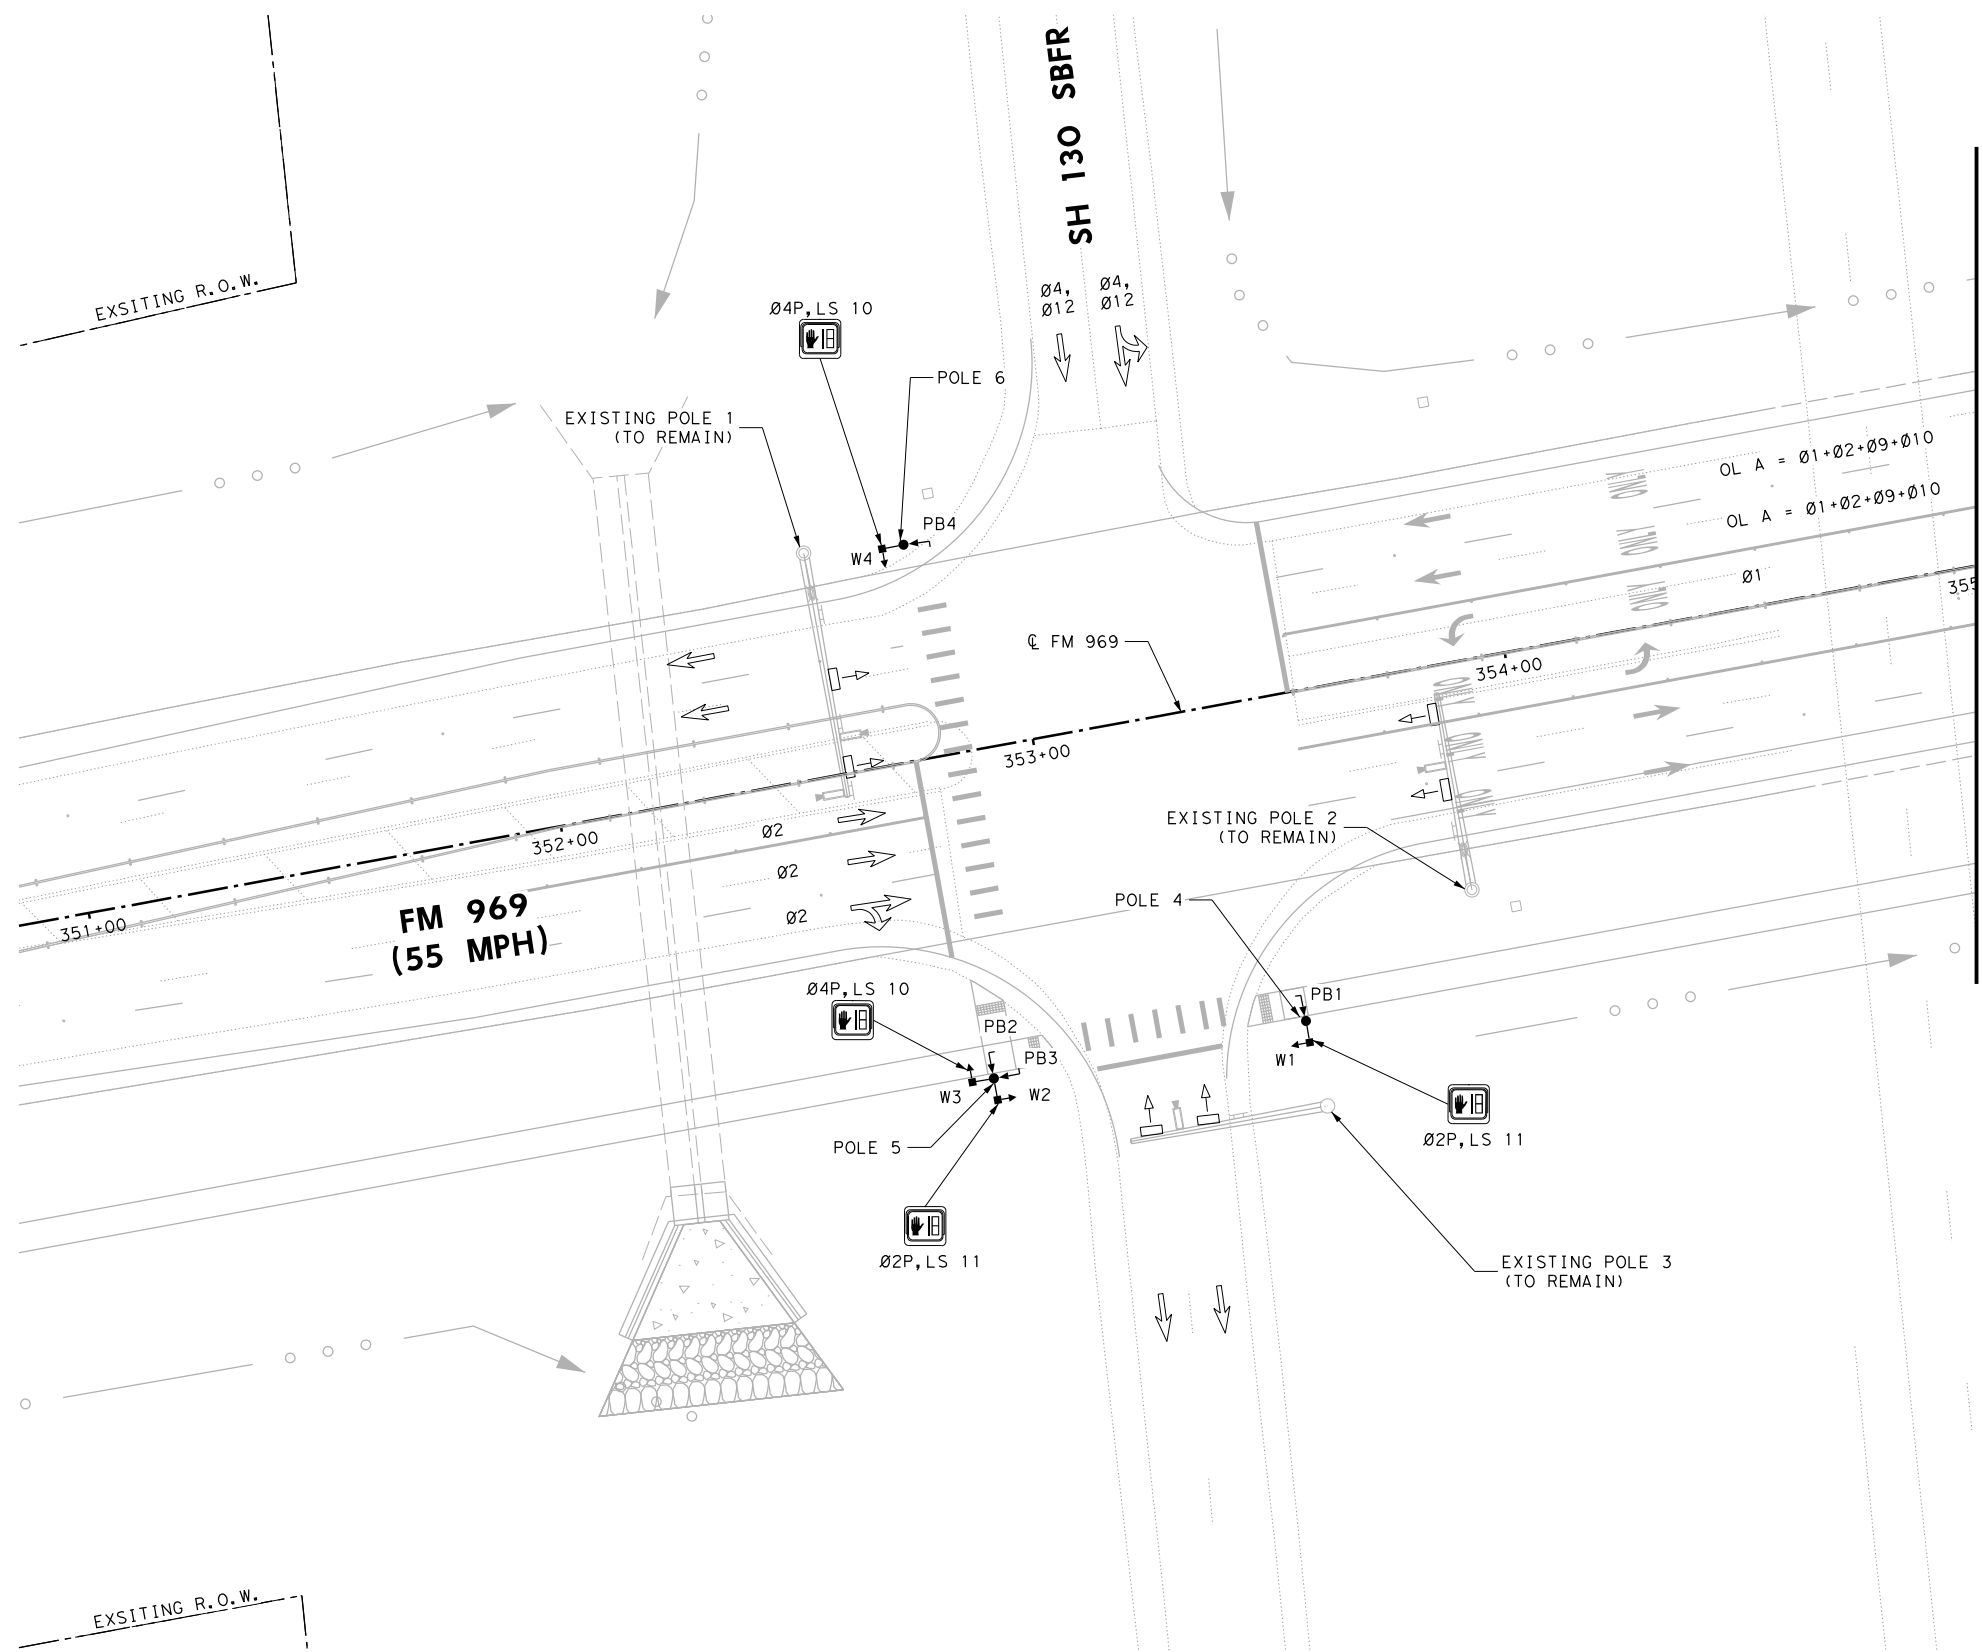 SH 130 SBFR
EXSITING R.O.W.
Ø4,
Ø12
Ø4,
Ø12
Ø4P,LS 10
POLE 6
EXISTING POLE 1
(TO REMAIN)
OL A = Ø1+Ø2+Ø9+Ø10
OL A = Ø1+Ø2+Ø9+Ø10
PB4
W4
Ø1
355
℄ FM 969
354+00
353+00
EXISTING POLE 2
(TO REMAIN)
Ø2
352+00
Ø2
Ø2
FM 969
(55 MPH)
351+00
POLE 4
Ø4P,LS 10
PB1
PB2
PB3
W1
W3
W2
POLE 5
Ø2P,LS 11
Ø2P,LS 11
EXISTING POLE 3
(TO REMAIN)
EXSITING R.O.W.